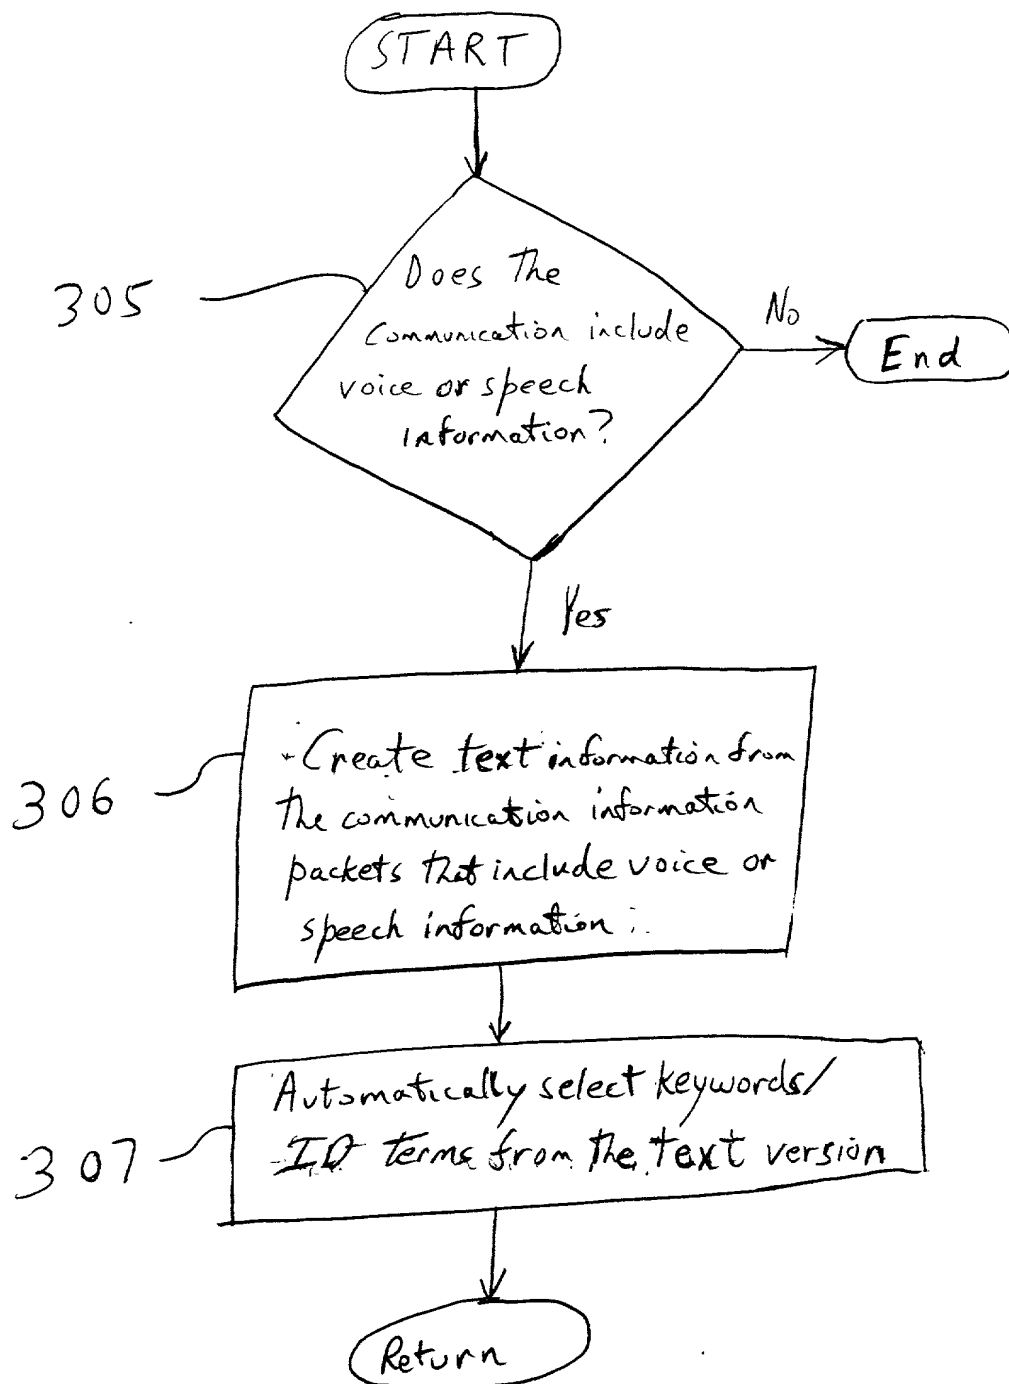 START
305
Does the
Communication include
voice or speech
information?
No
End
Yes
306
Create text information from
the communication information
packets that include voice or
speech information
307
Automatically select keywords/
ID terms from the text version
Return